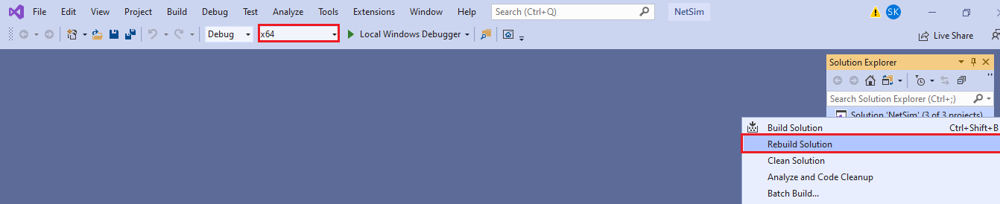 File Edit View Project Build Debug Test Analyze Tools Extensions Window Help Search (Ctrl+Q) NetSim SK
Debug x64 Local Windows Debugger Live Share
Solution Explorer
Search Solution Explorer (Ctrl+;)
Solution 'NetSim' (3 of 3 projects)
Build Solution Ctrl+Shift+B
Rebuild Solution
Clean Solution
Analyze and Code Cleanup
Batch Build...